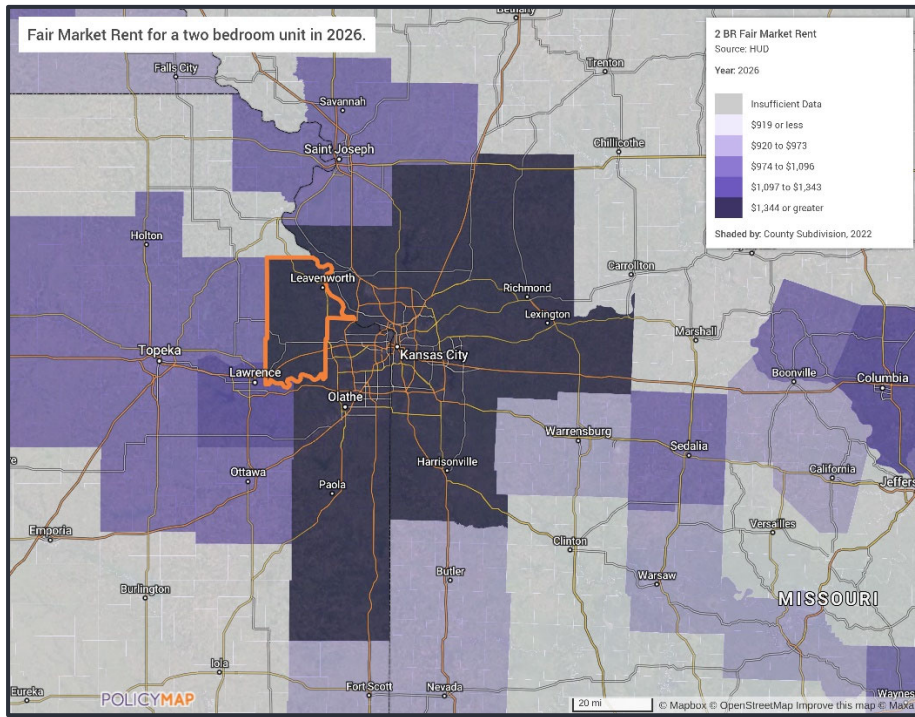 Fair Market Rent for a two bedroom unit in 2026.
2 BR Fair Market Rent
Source: HUD
Year: 2026
Insufficient Data
$919 or less
$920 to $973
$974 to $1,096
$1,097 to $1,343
$1,344 or greater
Shaded by: County Subdivision, 2022
Bethany
Falls City
Trenton
Savannah
Chillicothe
Saint Joseph
Holton
Carrollton
Leavenworth
Richmond
Lexington
Marshall
Topeka
Kansas City
Lawrence
Boonville
Columbia
Olathe
Warrensburg
Sedalia
Harrisonville
California
Ottawa
Paola
Jeffers
Versailles
Emporia
Clinton
Butler
Warsaw
Burlington
MISSOURI
Iola
Fort Scott
Nevada
Eureka
Waynes
POLICYMAP
20 mi
© Mapbox © OpenStreetMap Improve this map © Maxa